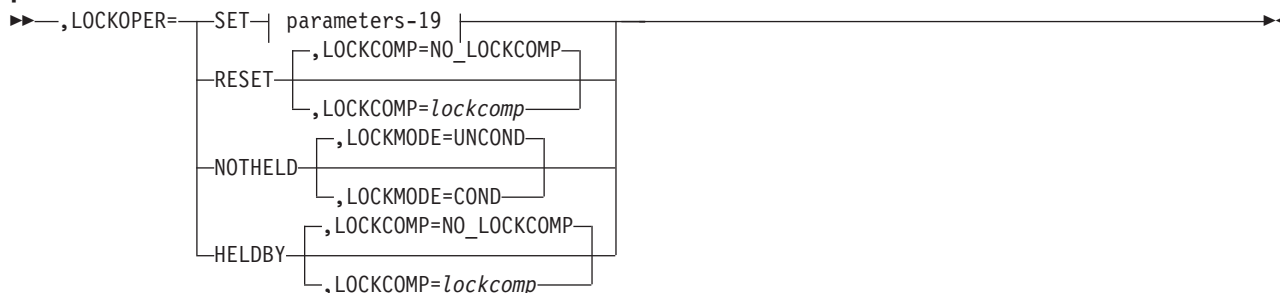 ,LOCKOPER= SET parameters-19
,LOCKCOMP=NO_LOCKCOMP
RESET
,LOCKCOMP=lockcomp
,LOCKMODE=UNCOND
NOTHELD
,LOCKMODE=COND
,LOCKCOMP=NO_LOCKCOMP
HELDBY
,LOCKCOMP=lockcomp